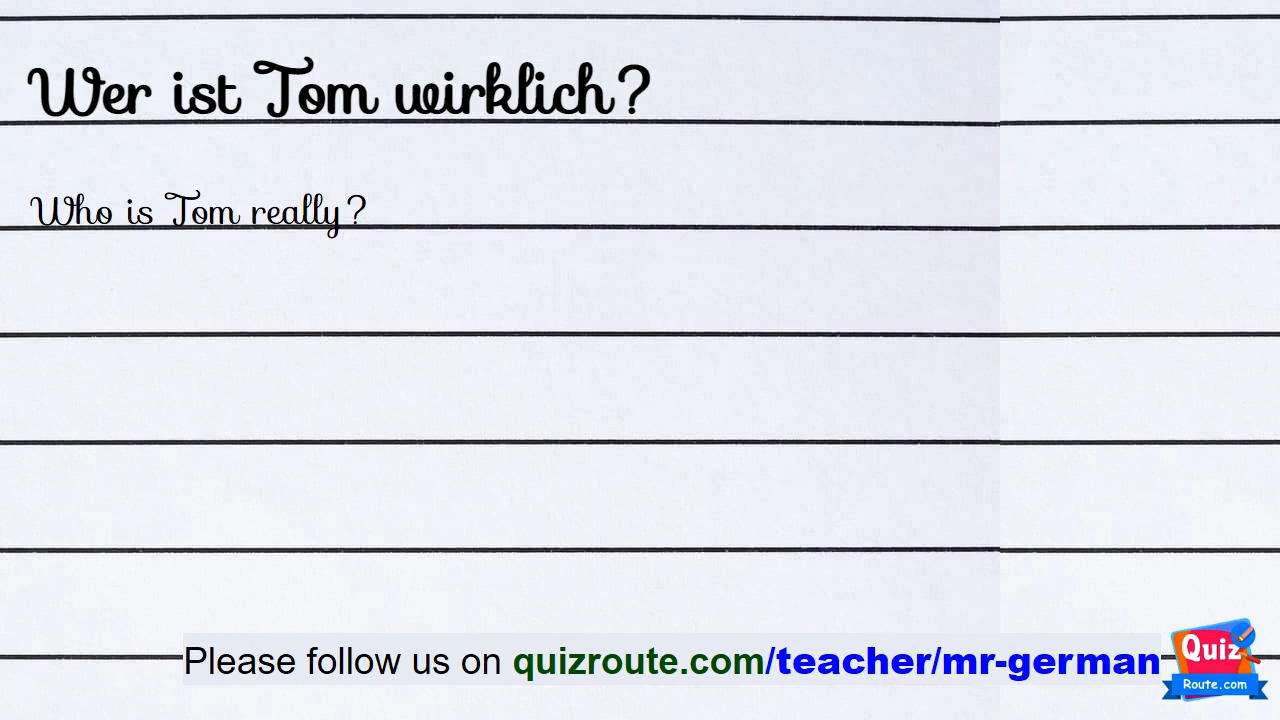 Wer ist Tom wirklich?
Who is Tom really?
Please follow us on quizroute.com/teacher/mr-german
Quiz
Route.com